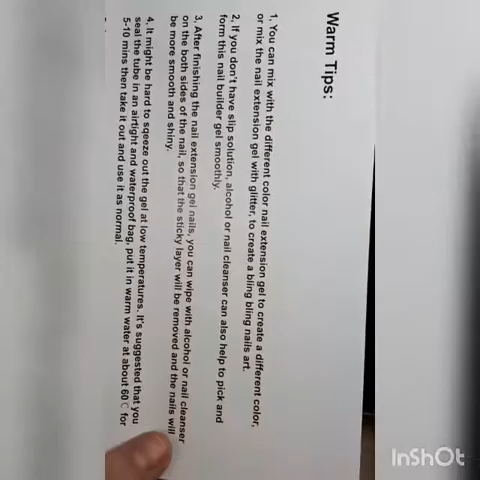 Warm Tips:
1, You can mix with the different color nail extension gel to create a different color,
or mix the nail extension gel with glitter, to create a bling bling nails art.
2, If you don't have slip solution, alcohol or nail cleanser can also help to pick and
form this nail builder gel smoothly.
3, After finishing the nail extension gel nails, you can wipe with alcohol or nail cleanser
on the both sides of the nail, so that the sticky layer will be removed and the nails will
be more smooth and shiny.
4, It might be hard to sqeeze out the gel at low temperatures. It's suggested that you
seal the tube in an airtight and waterproof bag, put it in warm water at about 60℃ for
5-10 mins then take it out and use it as normal.
InShOt